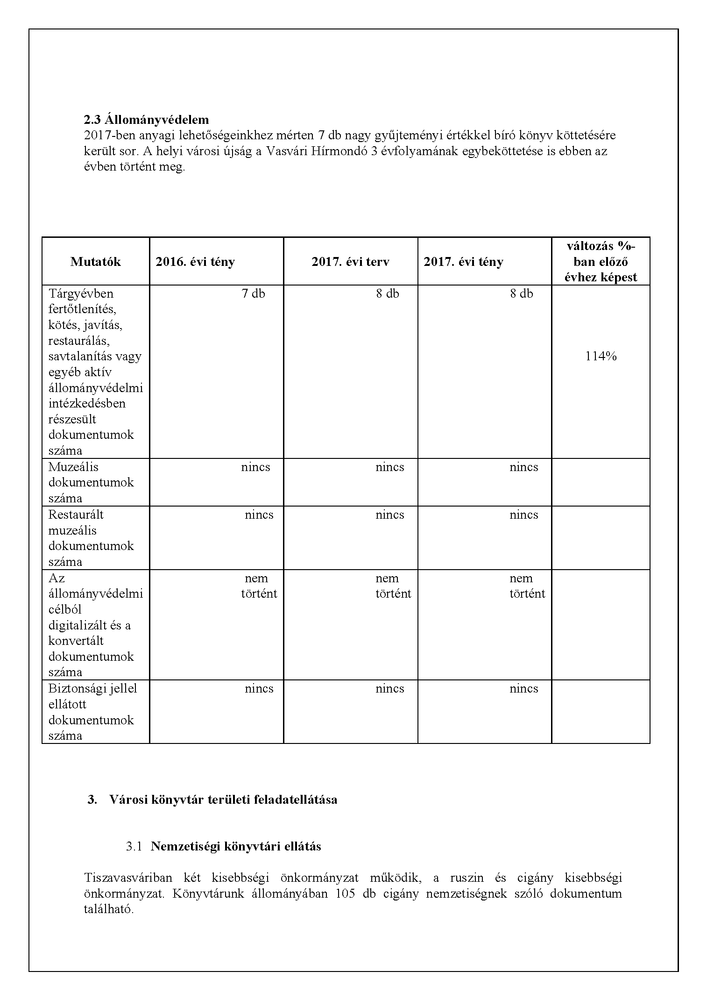 2.3 Állományvédelem
2017-ben anyagi lehetőségeinkhez mérten 7 db nagy gyűjteményi értékkel bíró könyv köttetésére
került sor. A helyi városi újság a Vasvári Hírmondó 3 évfolyamának egybeköttetése is ebben az
évben történt meg.
Mutatók 2016. évi tény 2017. évi terv 2017. évi tény változás %-
ban előző
évhez képest
Tárgyévben 7 db 8 db 8 db
fertőtlenítés,
kötés, javítás,
restaurálás,
savtalanítás vagy 114%
egyéb aktív
állományvédelmi
intézkedésben
részesült
dokumentumok
száma
Muzeális nincs nincs nincs
dokumentumok
száma
Restaurált nincs nincs nincs
muzeális
dokumentumok
száma
Az nem nem nem
állományvédelmi történt történt történt
célból
digitalizált és a
konvertált
dokumentumok
száma
Biztonsági jellel nincs nincs nincs
ellátott
dokumentumok
száma
3. Városi könyvtár területi feladatellátása
3.1 Nemzetiségi könyvtári ellátás
Tiszavasváriban két kisebbségi önkormányzat működik, a ruszin és cigány kisebbségi
önkormányzat. Könyvtárunk állományában 105 db cigány nemzetiségnek szóló dokumentum
található.